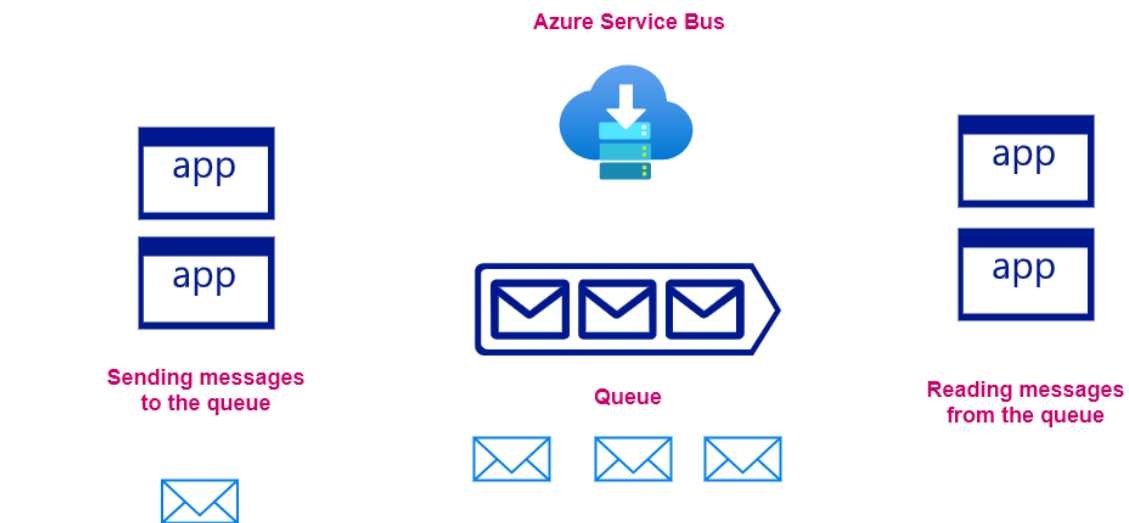 Azure Service Bus
app
app
app
app
Sending messages
to the queue
Queue
Reading messages
from the queue